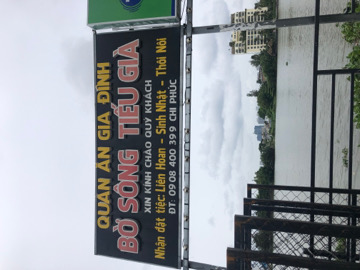 QUÁN ĂN GIA ĐÌNH
BỜ SÔNG TIỂU GIA
XIN KÍNH CHÀO QUÝ KHÁCH
Nhận đặt tiệc: Liên Hoan - Sinh Nhật - Thôi Nôi
ĐT: 0908 400 399 CHỊ PHÚC